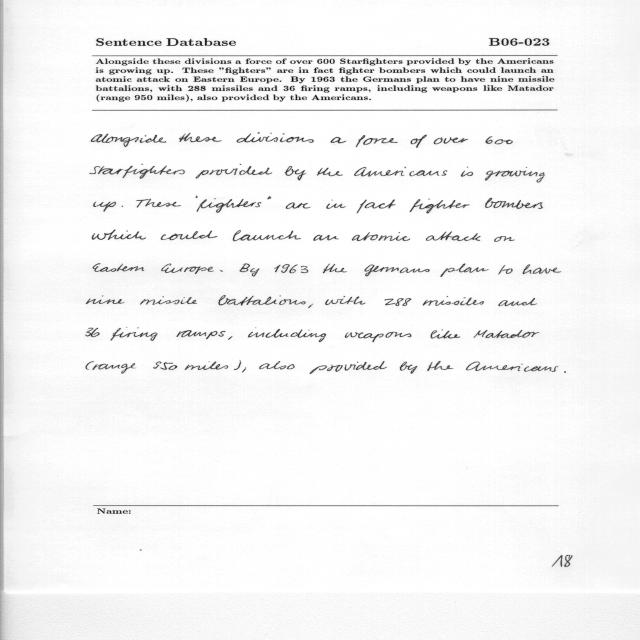 Sentence Database B06-023
Alongside these divisions a force of over 600 Starfighters provided by the Americans
is growing up. These "fighters" are in fact fighter bombers which could launch an
atomic attack on Eastern Europe. By 1963 the Germans plan to have nine missile
battalions, with 288 missiles and 36 firing ramps, including weapons like Matador
(range 950 miles), also provided by the Americans.
Alongside these divisions a force of over 600
Starfighters provided by the Americans is growing
up. These "fighters" are in fact fighter bombers
which could launch an atomic attack on
Eastern Europe. By 1963 the Germans plan to have
nine missile battalions, with 288 missiles and
36 firing ramps, including weapons like Matador
(range 950 miles), also provided by the Americans.
Name:
18